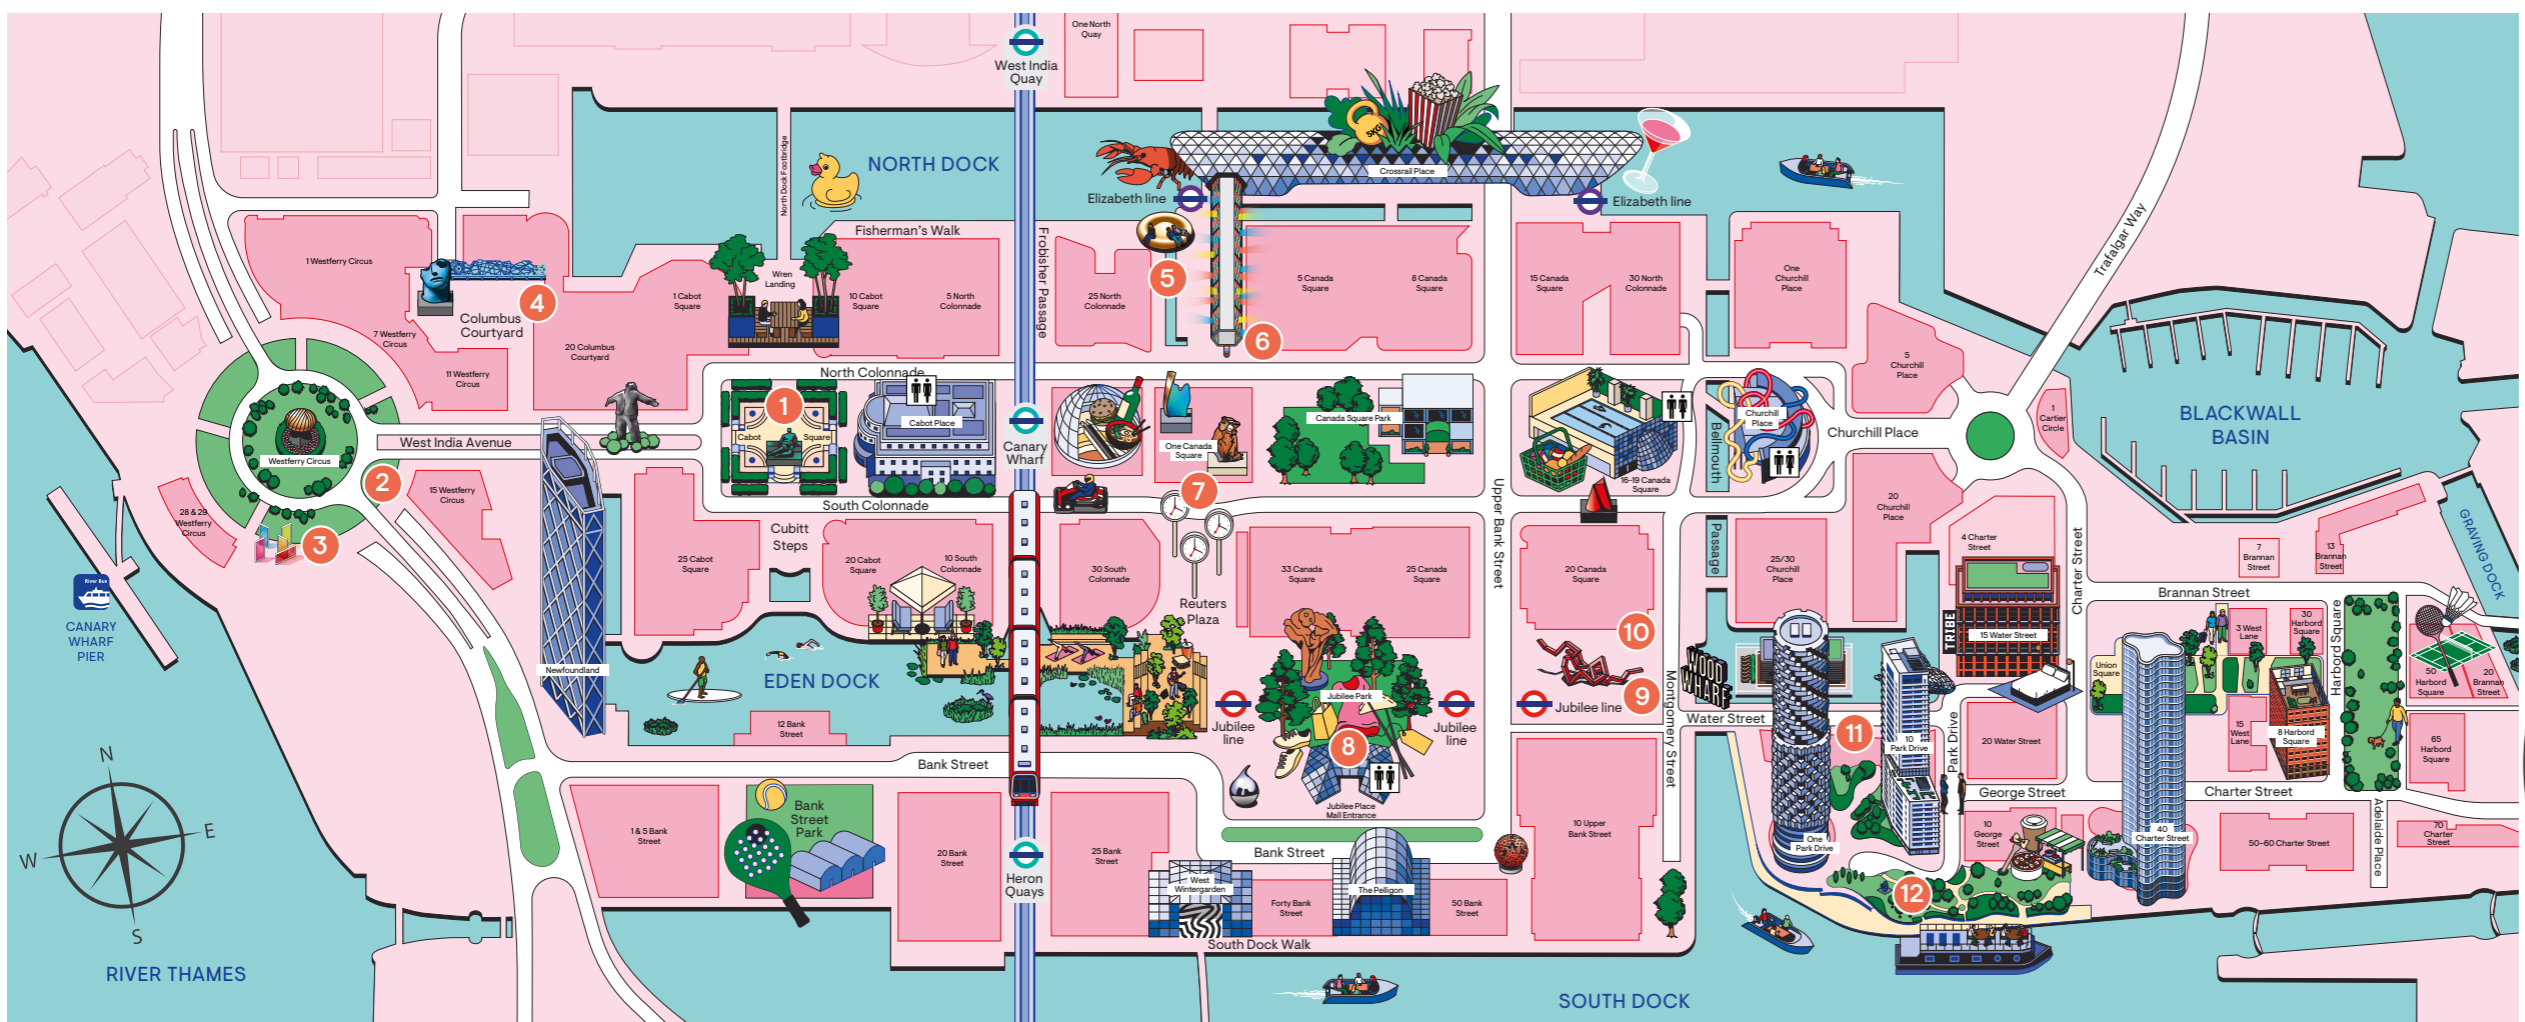 One North
Quay
West India
Quay
North Dock Footbridge
NORTH DOCK
5KG
Crossrail Place
Elizabeth line
Elizabeth line
Fisherman's Walk
Frobisher Passage
Trafalgar Way
1 Westferry Circus
Columbus
Courtyard
4
7 Westferry
Circus
11 Westferry
Circus
20 Columbus
Courtyard
1 Cabot
Square
Wren
Landing
10 Cabot
Square
5 North
Colonnade
25 North
Colonnade
5
6
5 Canada
Square
8 Canada
Square
15 Canada
Square
30 North
Colonnade
One
Churchill
Place
5
Churchill
Place
North Colonnade
1
Cabot
Square
Cabot Place
Canary
Wharf
One Canada
Square
Canada Square Park
16-19 Canada
Square
Bellmouth
Passage
Churchill
Place
Churchill Place
1
Cartier
Circle
BLACKWALL
BASIN
West India Avenue
Westferry Circus
2
15 Westferry
Circus
28 & 29
Westferry
Circus
3
River Bus
CANARY
WHARF
PIER
South Colonnade
7
Cubitt
Steps
25 Cabot
Square
20 Cabot
Square
10 South
Colonnade
30 South
Colonnade
Reuters
Plaza
33 Canada
Square
25 Canada
Square
Upper Bank Street
20 Canada
Square
10
9
25/30
Churchill
Place
20
Churchill
Place
4 Charter
Street
Charter Street
TRIBE
15 Water Street
7
Brannan
Street
13
Brannan
Street
GRAVING DOCK
Brannan Street
3 West
Lane
30
Harbord
Square
Harbord Square
Union
Square
50
Harbord
Square
20
Brannan
Street
Newfoundland
EDEN DOCK
12 Bank
Street
Jubilee
line
Jubilee Park
8
Jubilee
line
Jubilee line
Montgomery Street
WOOD
WHARF
Water Street
11
10
Park Drive
Park Drive
20 Water Street
15
West
Lane
8 Harbord
Square
65
Harbord
Square
Bank Street
Jubilee Place
Mall Entrance
George Street
Charter Street
Adelaide Place
N
E
S
W
RIVER THAMES
1 & 5 Bank
Street
Bank
Street
Park
20 Bank
Street
Heron
Quays
25 Bank
Street
Bank Street
West
Wintergarden
Forty Bank
Street
The Pelligon
50 Bank
Street
10 Upper
Bank Street
One
Park Drive
12
10
George
Street
40
Charter Street
50-60 Charter Street
70
Charter
Street
South Dock Walk
SOUTH DOCK